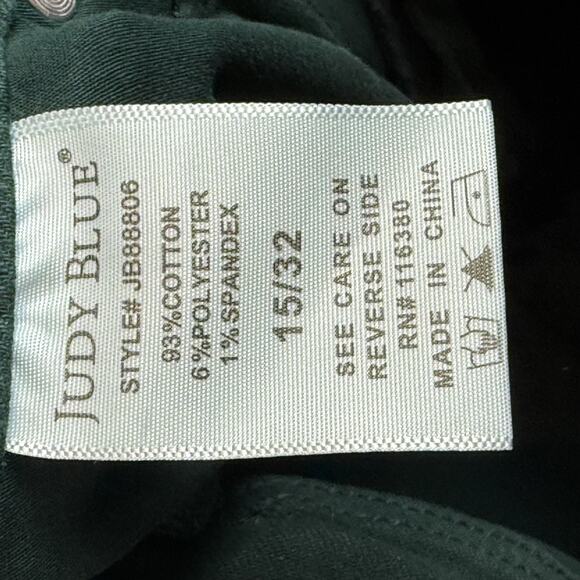 JUDY BLUE®
STYLE# JB88806
93%COTTON
6%POLYESTER
1%SPANDEX
15/32
SEE CARE ON
REVERSE SIDE
RN# 116380
MADE IN CHINA